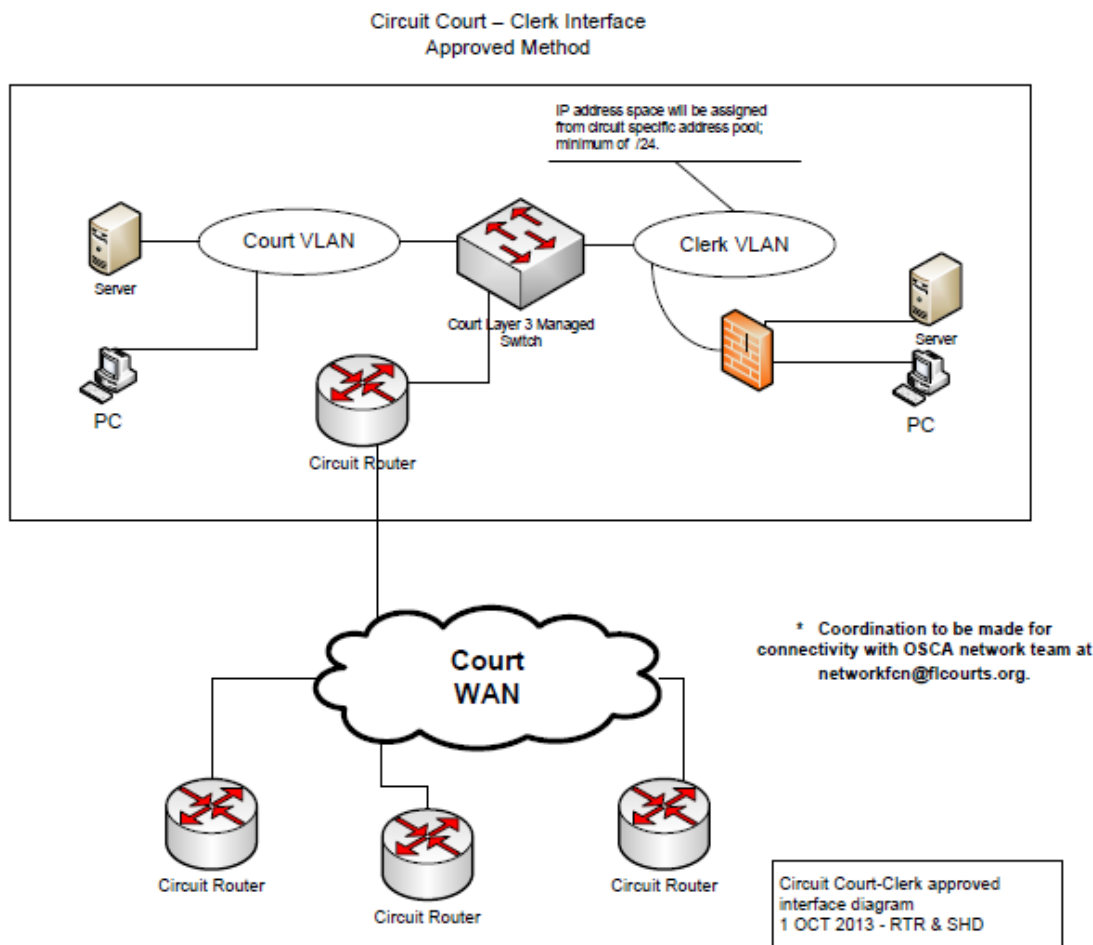 Circuit Court – Clerk Interface
Approved Method
IP address space will be assigned
from circuit specific address pool;
minimum of /24.
Court VLAN
Clerk VLAN
Server
Court Layer 3 Managed
Switch
Server
PC
PC
Circuit Router
Court
WAN
* Coordination to be made for
connectivity with OSCA network team at
networkfcn@flcourts.org.
Circuit Router
Circuit Router
Circuit Router
Circuit Court-Clerk approved
interface diagram
1 OCT 2013 - RTR & SHD